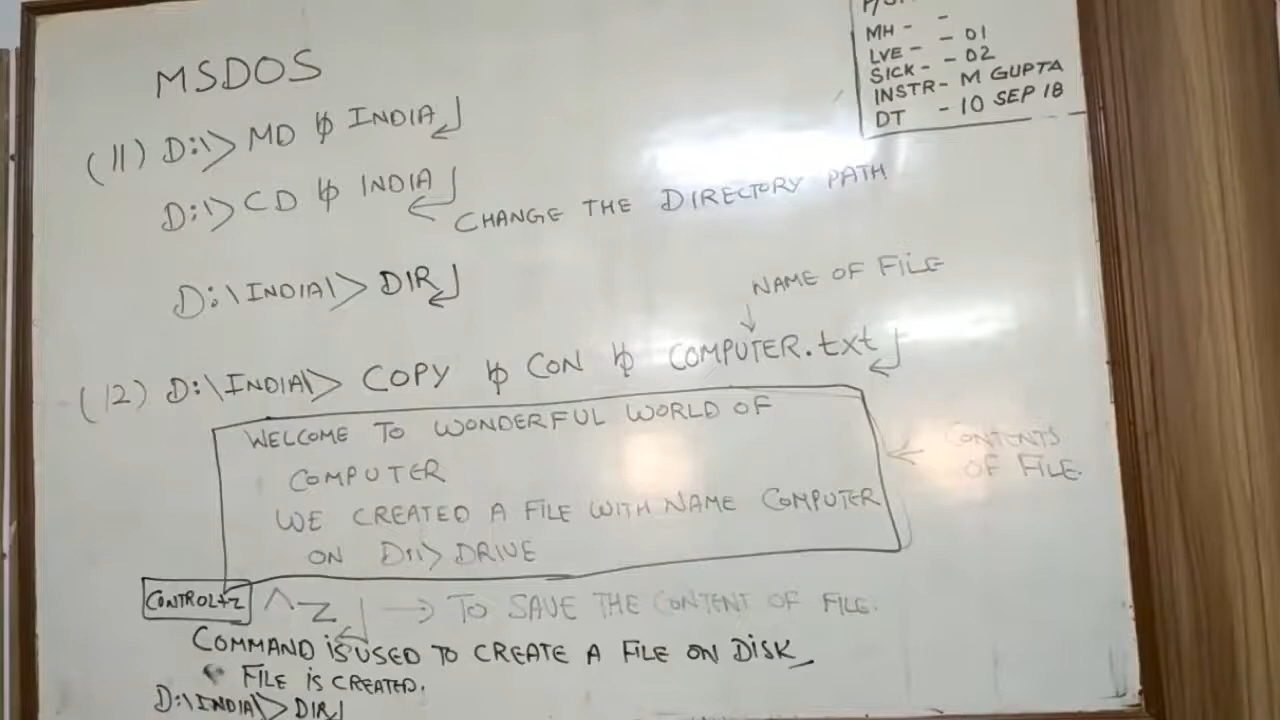 MH - -
LVE - - 01
SICK - - 02
INSTR - M GUPTA
DT - 10 SEP 18
MSDOS
(11) D:\> MD ␢ INDIA ↵
D:\> CD ␢ INDIA ↵
CHANGE THE DIRECTORY PATH
D:\INDIA\> DIR ↵
NAME OF FILE
↓
(12) D:\INDIA\> COPY ␢ CON ␢ COMPUTER.txt ↵
WELCOME TO WONDERFUL WORLD OF
COMPUTER
WE CREATED A FILE WITH NAME COMPUTER
ON D:\> DRIVE
← CONTENTS
OF FILE.
CONTROL+Z ^Z ↵ → TO SAVE THE CONTENT OF FILE.
COMMAND IS USED TO CREATE A FILE ON DISK
FILE IS CREATED.
D:\INDIA\> DIR ↵